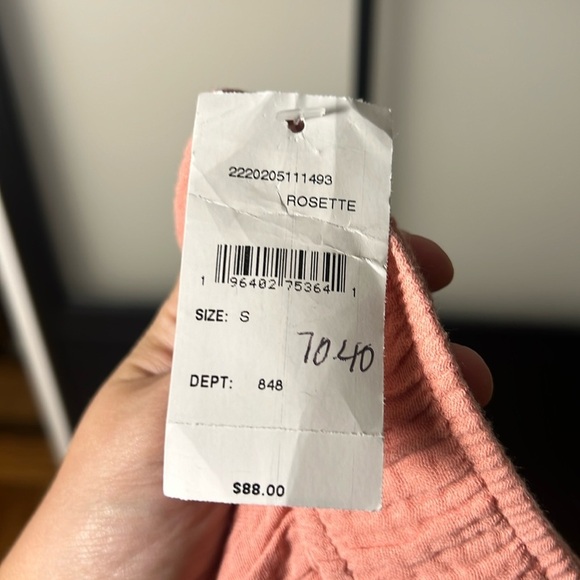 2220205111493
ROSETTE
1 96402 75364 1
SIZE: S
70.40
DEPT: 848
$88.00